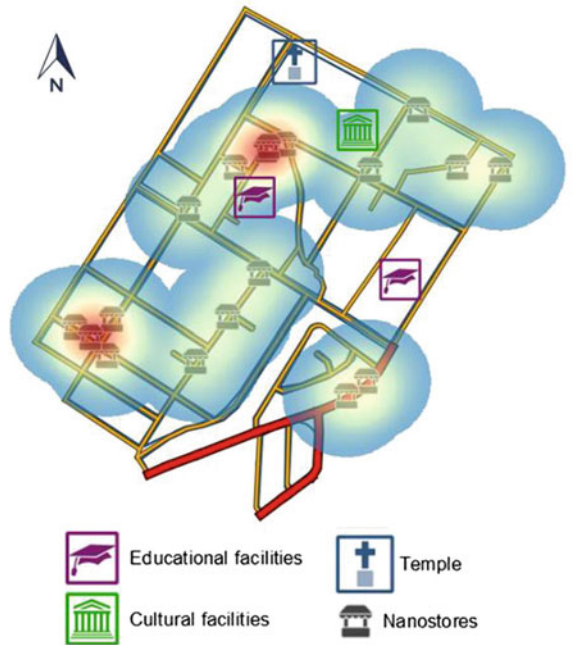 N
Educational facilities
Temple
Cultural facilities
Nanostores